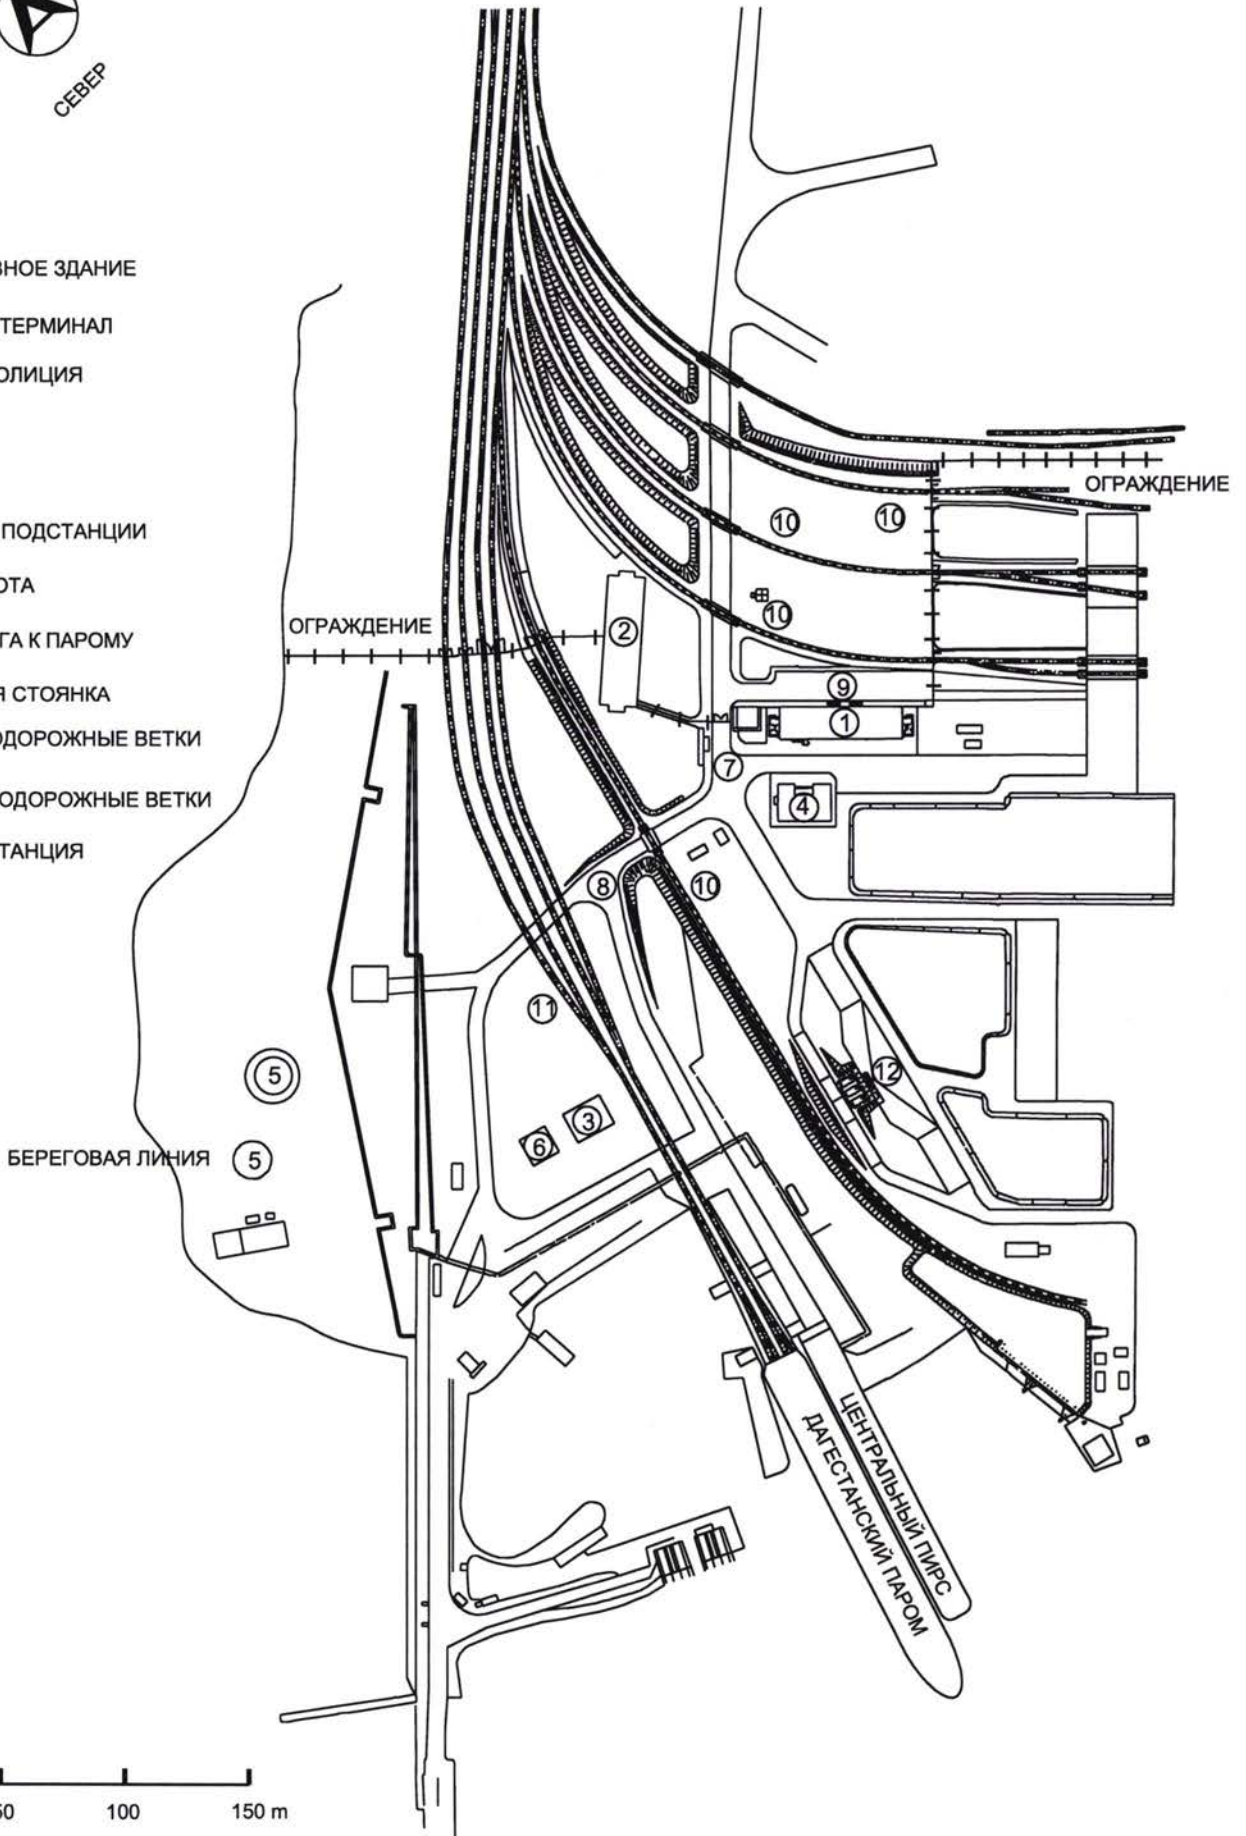 СЕВЕР
ВНОЕ ЗДАНИЕ
ТЕРМИНАЛ
ОЛИЦИЯ
ПОДСТАНЦИИ
ОТА
ГА К ПАРОМУ
Я СТОЯНКА
ОДОРОЖНЫЕ ВЕТКИ
ОДОРОЖНЫЕ ВЕТКИ
ТАНЦИЯ
ОГРАЖДЕНИЕ
10
10
ОГРАЖДЕНИЕ
2
10
9
1
7
4
8
10
11
12
5
3
6
БЕРЕГОВАЯ ЛИНИЯ
5
ЦЕНТРАЛЬНЫЙ ПИРС
ДАГЕСТАНСКИЙ ПАРОМ
50
100
150 m